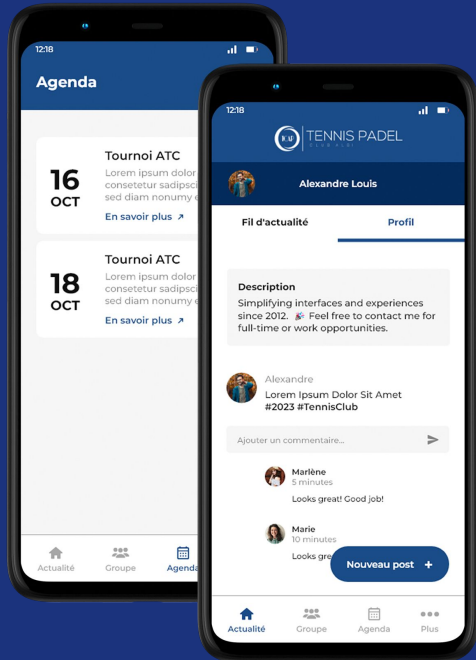 12:18
Agenda
16
OCT
Tournoi ATC
Lorem ipsum dolor
consetetur sadipsci
sed diam nonumy e
En savoir plus
18
OCT
Tournoi ATC
Lorem ipsum dolor
consetetur sadipsci
sed diam nonumy e
En savoir plus
Actualité
Groupe
Agenda
12:18
TENNIS PADEL
Alexandre Louis
Fil d'actualité
Profil
Description
Simplifying interfaces and experiences
since 2012. 🎉 Feel free to contact me for
full-time or work opportunities.
Alexandre
Lorem Ipsum Dolor Sit Amet
#2023 #TennisClub
Ajouter un commentaire...
Marlène
5 minutes
Looks great! Good job!
Marie
10 minutes
Looks gre
Nouveau post +
Actualité
Groupe
Agenda
Plus